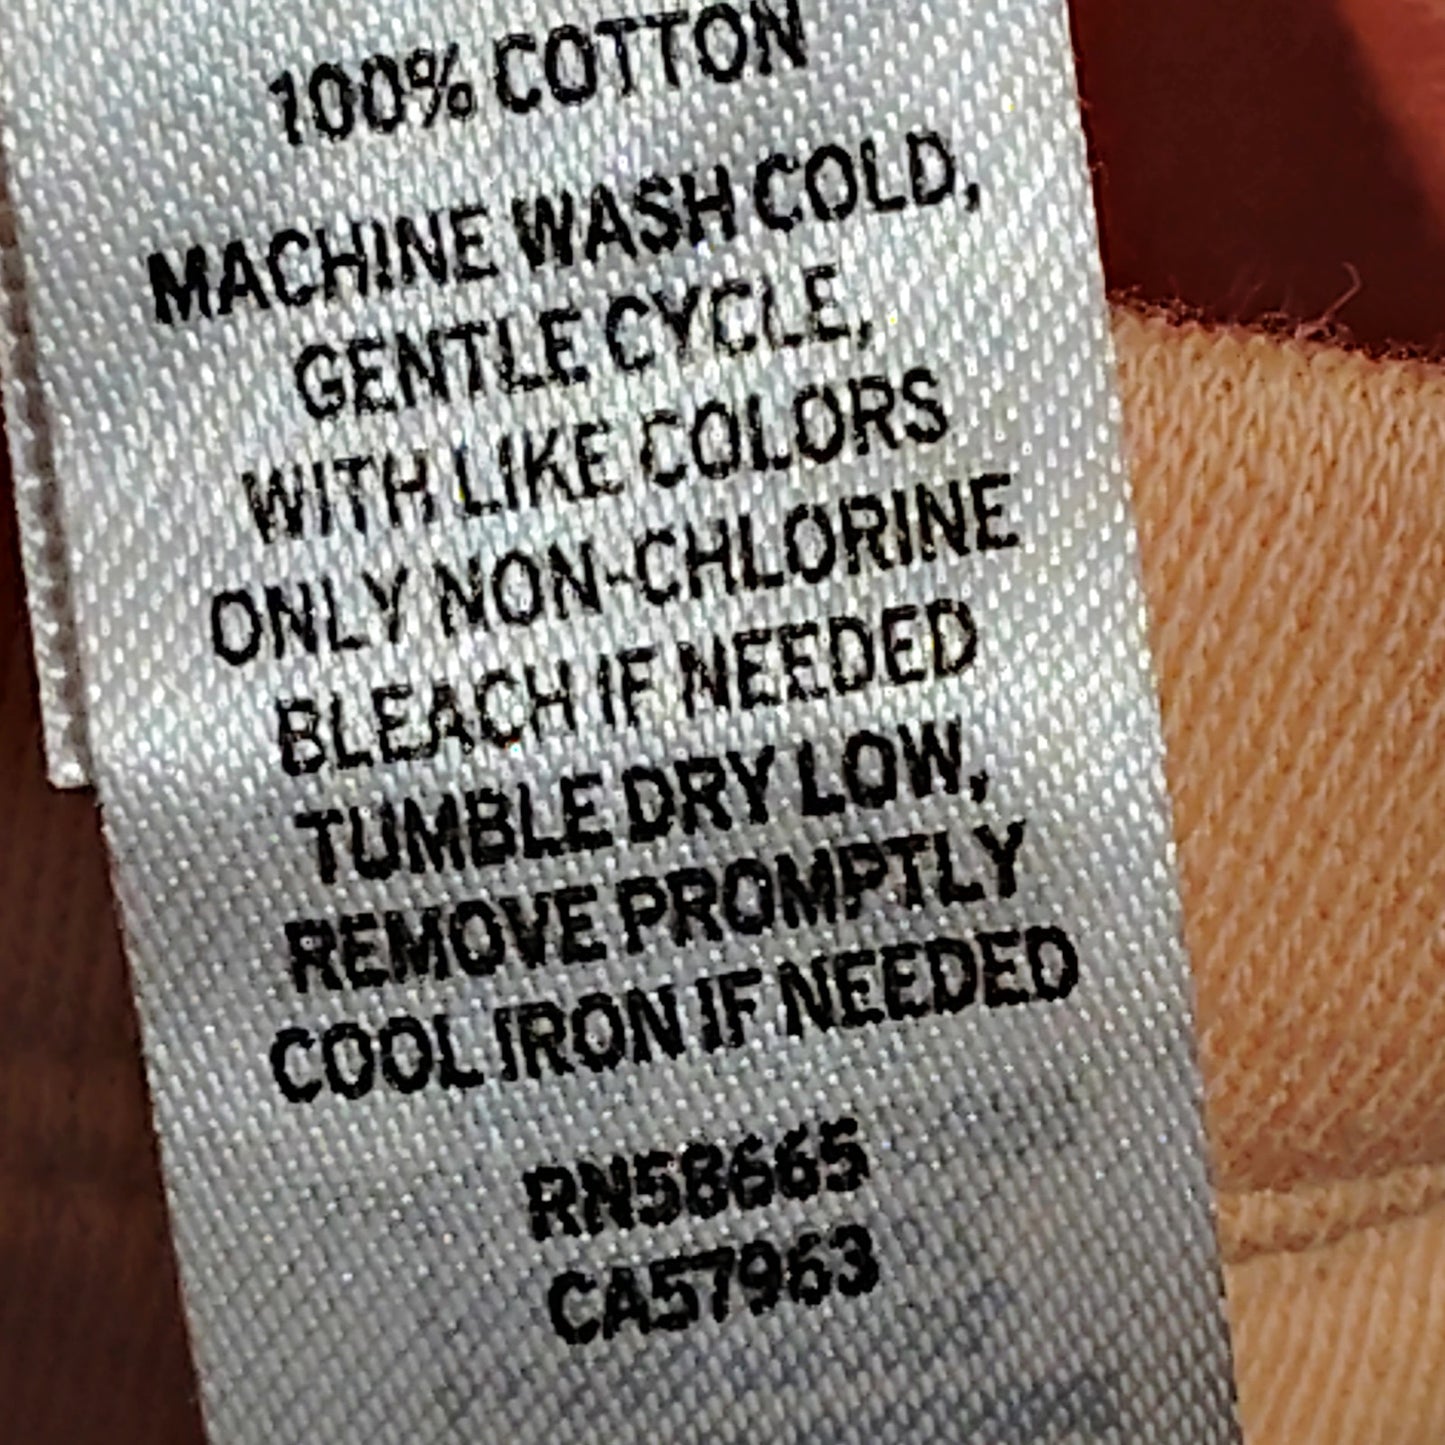 100% COTTON
MACHINE WASH COLD,
GENTLE CYCLE,
WITH LIKE COLORS
ONLY NON-CHLORINE
BLEACH IF NEEDED
TUMBLE DRY LOW,
REMOVE PROMPTLY
COOL IRON IF NEEDED
RN58665
CA57963